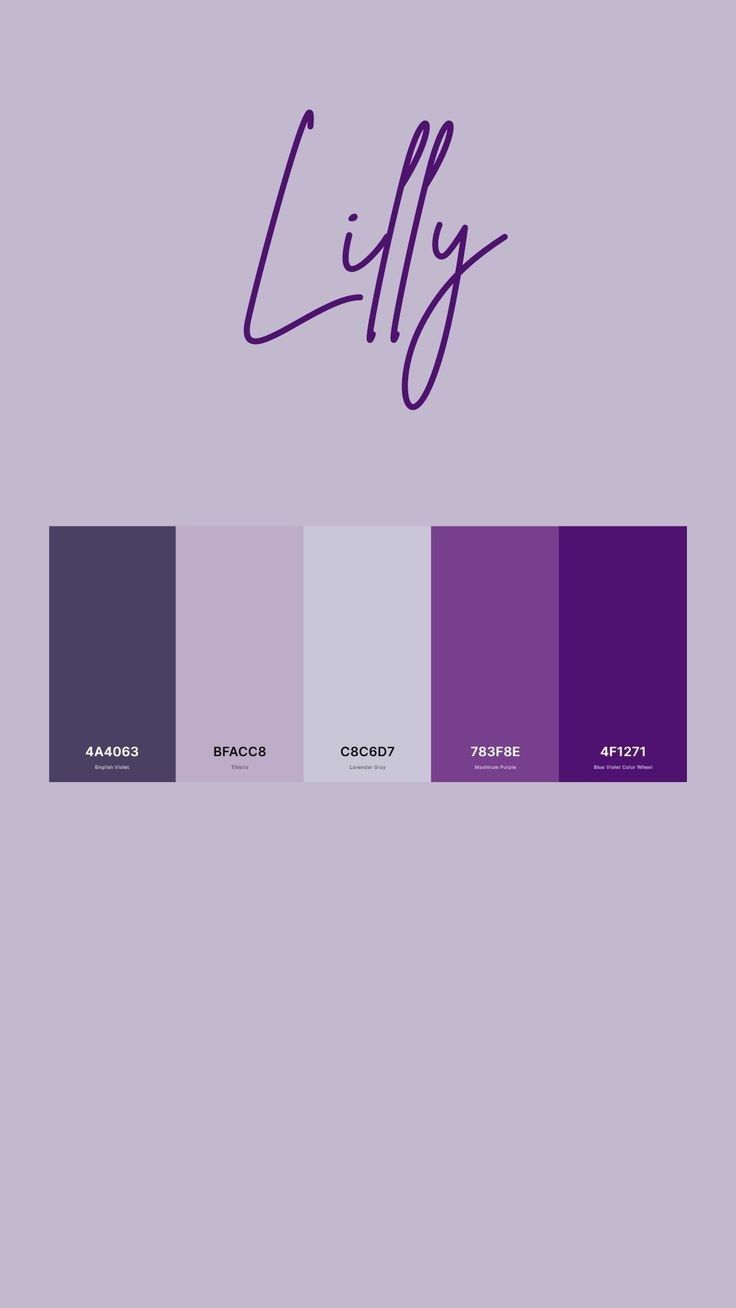 Lilly
4A4063 BFACC8 C8C6D7 783F8E 4F1271
English Violet Thistle Lavender Gray Maximum Purple Blue Violet Color Wheel